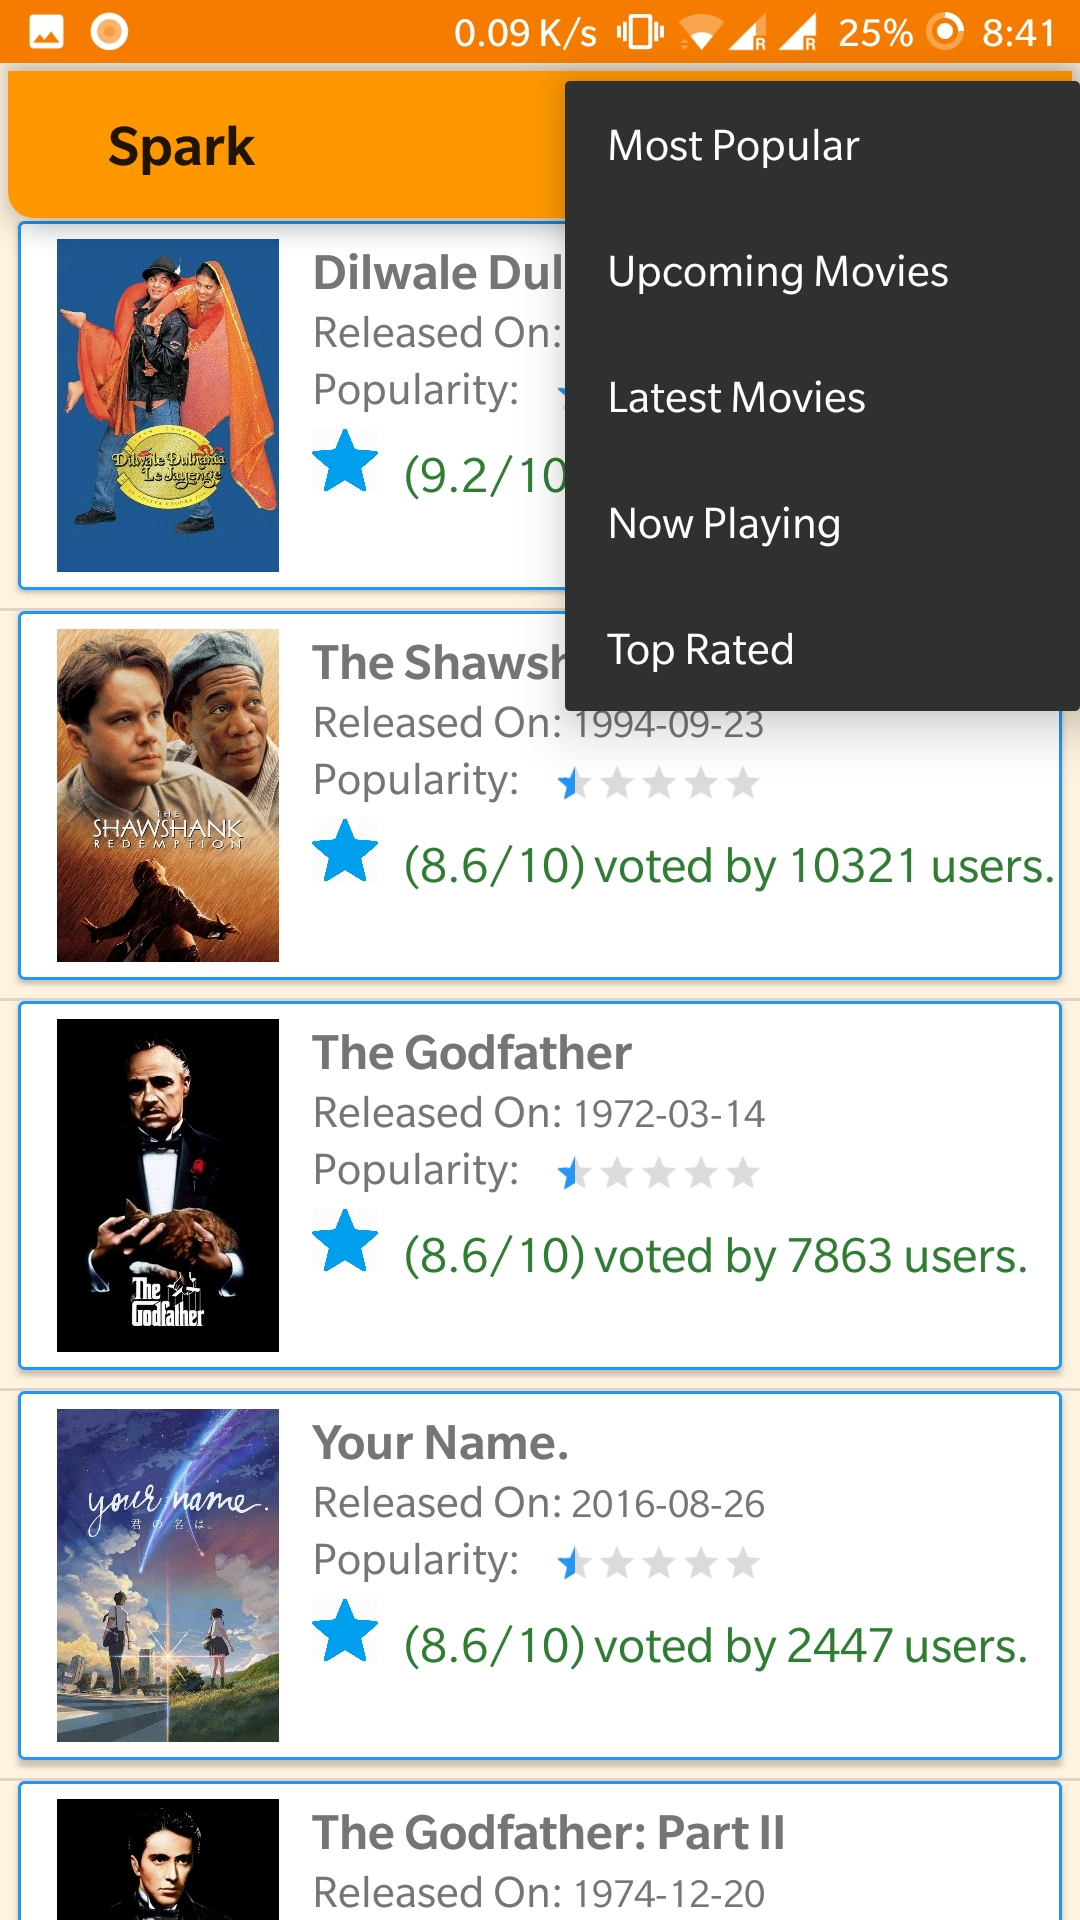 0.09 K/s 25% 8:41
Spark
Most Popular
Upcoming Movies
Latest Movies
Now Playing
Top Rated
Dilwale Dul
Released On:
Popularity:
(9.2/10
Dilwale Dulhania
Le Jayenge
The Shawsh
Released On: 1994-09-23
Popularity:
(8.6/10) voted by 10321 users.
THE
SHAWSHANK
REDEMPTION
The Godfather
Released On: 1972-03-14
Popularity:
(8.6/10) voted by 7863 users.
The
Godfather
Your Name.
Released On: 2016-08-26
Popularity:
(8.6/10) voted by 2447 users.
your name.
君の名は。
The Godfather: Part II
Released On: 1974-12-20